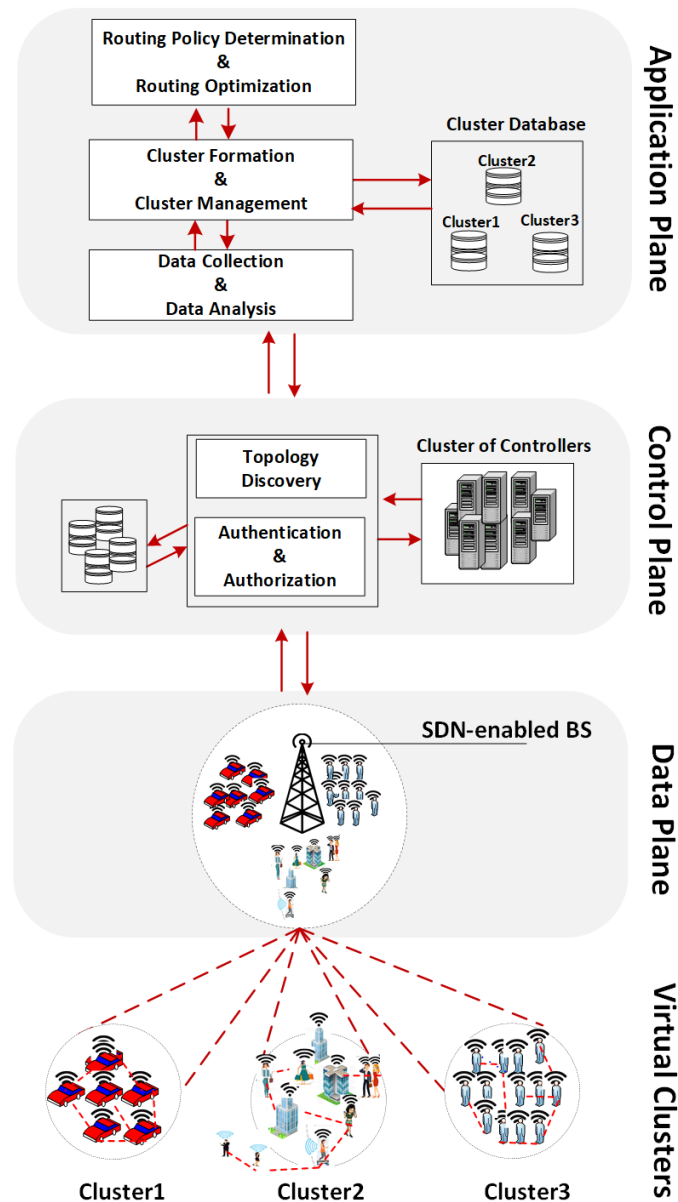 Routing Policy Determination
&
Routing Optimization
Cluster Formation
&
Cluster Management
Data Collection
&
Data Analysis
Cluster Database
Cluster2
Cluster1
Cluster3
Application Plane
Topology
Discovery
Authentication
&
Authorization
Cluster of Controllers
Control Plane
SDN-enabled BS
Data Plane
Cluster1
Cluster2
Cluster3
Virtual Clusters